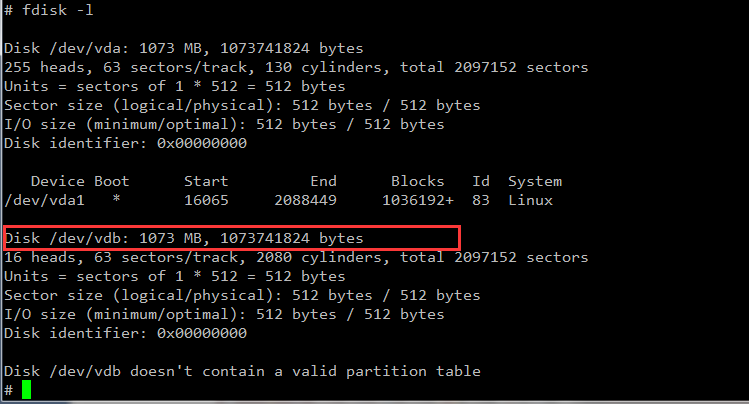 # fdisk -l
Disk /dev/vda: 1073 MB, 1073741824 bytes
255 heads, 63 sectors/track, 130 cylinders, total 2097152 sectors
Units = sectors of 1 * 512 = 512 bytes
Sector size (logical/physical): 512 bytes / 512 bytes
I/O size (minimum/optimal): 512 bytes / 512 bytes
Disk identifier: 0x00000000
Device Boot Start End Blocks Id System
/dev/vda1 * 16065 2088449 1036192+ 83 Linux
Disk /dev/vdb: 1073 MB, 1073741824 bytes
16 heads, 63 sectors/track, 2080 cylinders, total 2097152 sectors
Units = sectors of 1 * 512 = 512 bytes
Sector size (logical/physical): 512 bytes / 512 bytes
I/O size (minimum/optimal): 512 bytes / 512 bytes
Disk identifier: 0x00000000
Disk /dev/vdb doesn't contain a valid partition table
#